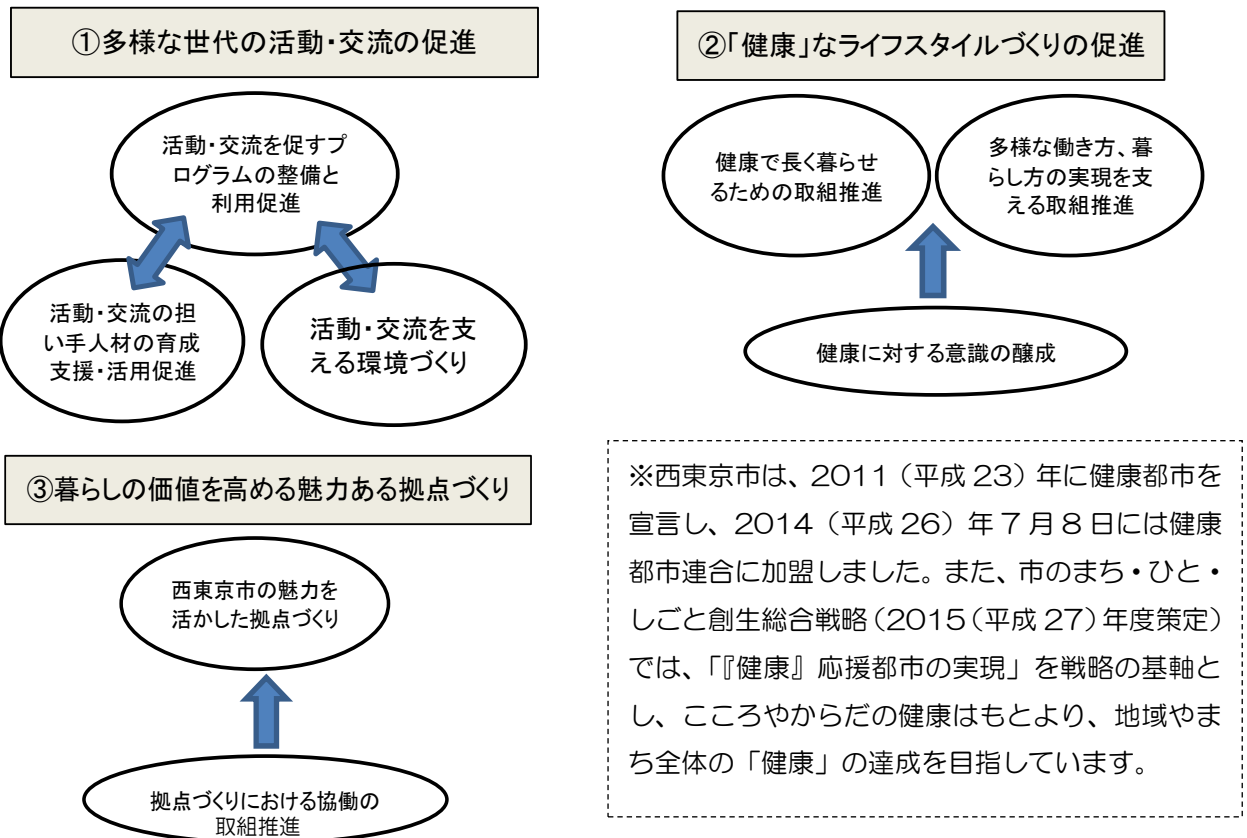 ①多様な世代の活動・交流の促進
活動・交流を促すプ
ログラムの整備と
利用促進
活動・交流の担
い手人材の育成
支援・活用促進
活動・交流を支
える環境づくり
②「健康」なライフスタイルづくりの促進
健康で長く暮らせ
るための取組推進
多様な働き方、暮
らし方の実現を支
える取組推進
健康に対する意識の醸成
③暮らしの価値を高める魅力ある拠点づくり
西東京市の魅力を
活かした拠点づくり
拠点づくりにおける協働の
取組推進
※西東京市は、2011（平成 23）年に健康都市を
宣言し、2014（平成 26）年 7 月 8 日には健康
都市連合に加盟しました。また、市のまち・ひと・
しごと創生総合戦略（2015（平成 27）年度策定）
では、「『健康』応援都市の実現」を戦略の基軸と
し、こころやからだの健康はもとより、地域やま
ち全体の「健康」の達成を目指しています。